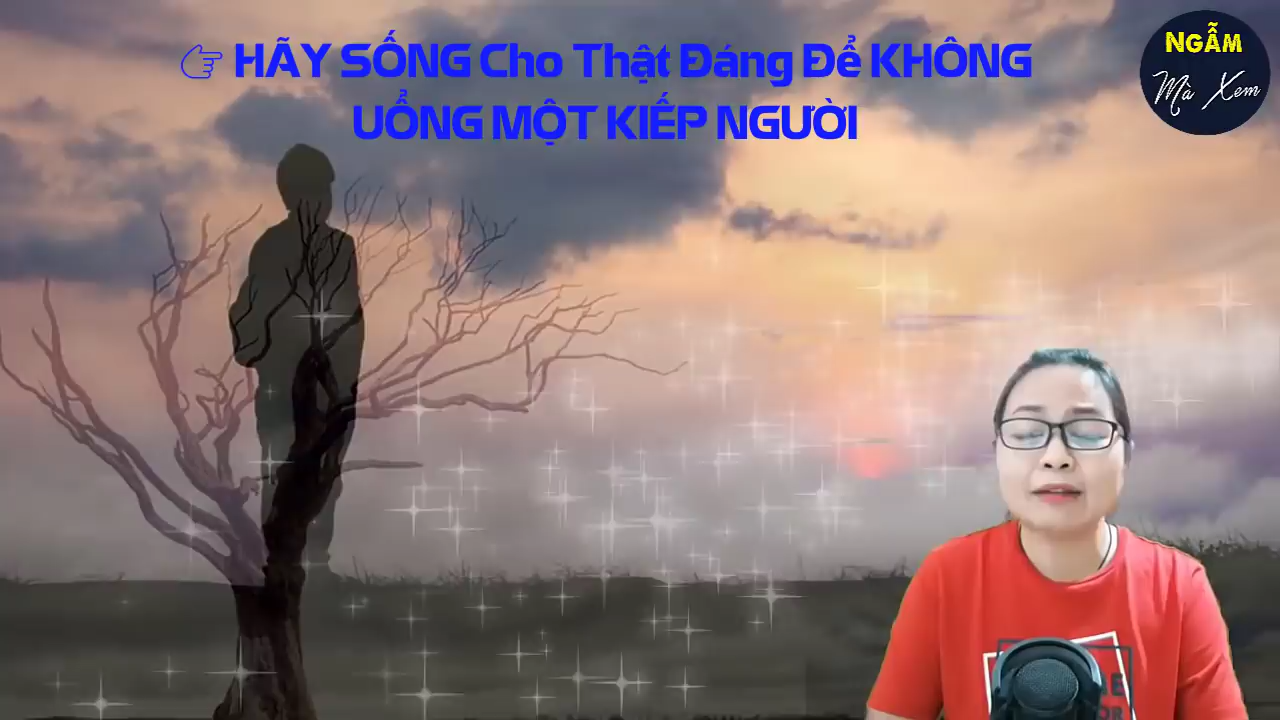 👉 HÃY SỐNG Cho Thật Đáng Để KHÔNG
UỔNG MỘT KIẾP NGƯỜI
NGẪM
Mà Xem